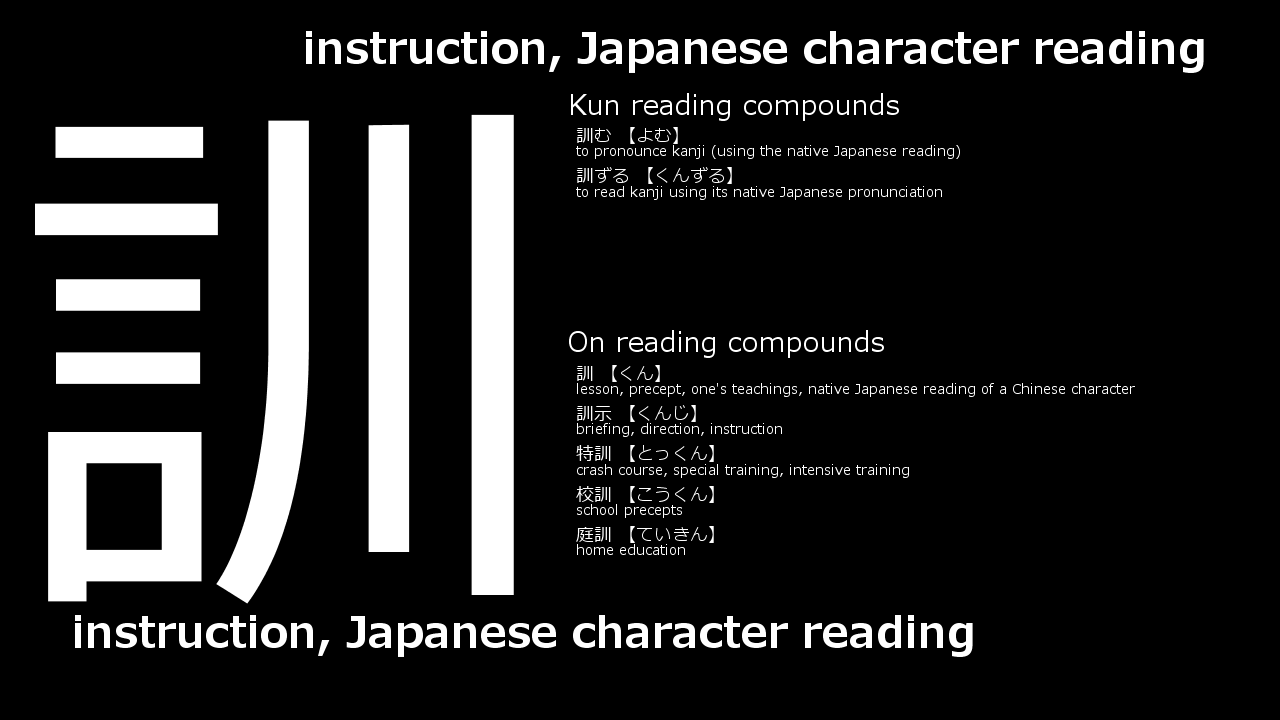 instruction, Japanese character reading
訓
Kun reading compounds
訓む 【よむ】
to pronounce kanji (using the native Japanese reading)
訓ずる 【くんずる】
to read kanji using its native Japanese pronunciation
On reading compounds
訓 【くん】
lesson, precept, one's teachings, native Japanese reading of a Chinese character
訓示 【くんじ】
briefing, direction, instruction
特訓 【とっくん】
crash course, special training, intensive training
校訓 【こうくん】
school precepts
庭訓 【ていきん】
home education
instruction, Japanese character reading